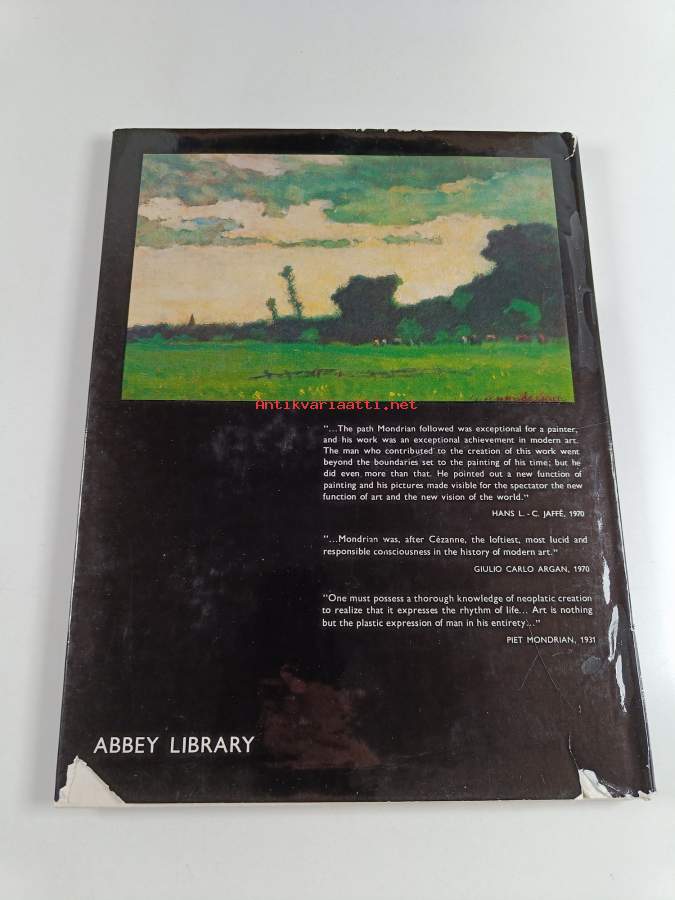 Antikvariaatti.net
"...The path Mondrian followed was exceptional for a painter,
and his work was an exceptional achievement in modern art.
The man who contributed to the creation of this work went
beyond the boundaries set to the painting of his time; but he
did even more than that. He pointed out a new function of
painting and his pictures made visible for the spectator the new
function of art and the new vision of the world."
HANS L. - C. JAFFÉ, 1970
"...Mondrian was, after Cézanne, the loftiest, most lucid and
responsible consciousness in the history of modern art."
GIULIO CARLO ARGAN, 1970
"One must possess a thorough knowledge of neoplatic creation
to realize that it expresses the rhythm of life... Art is nothing
but the plastic expression of man in his entirety..."
PIET MONDRIAN, 1931
ABBEY LIBRARY